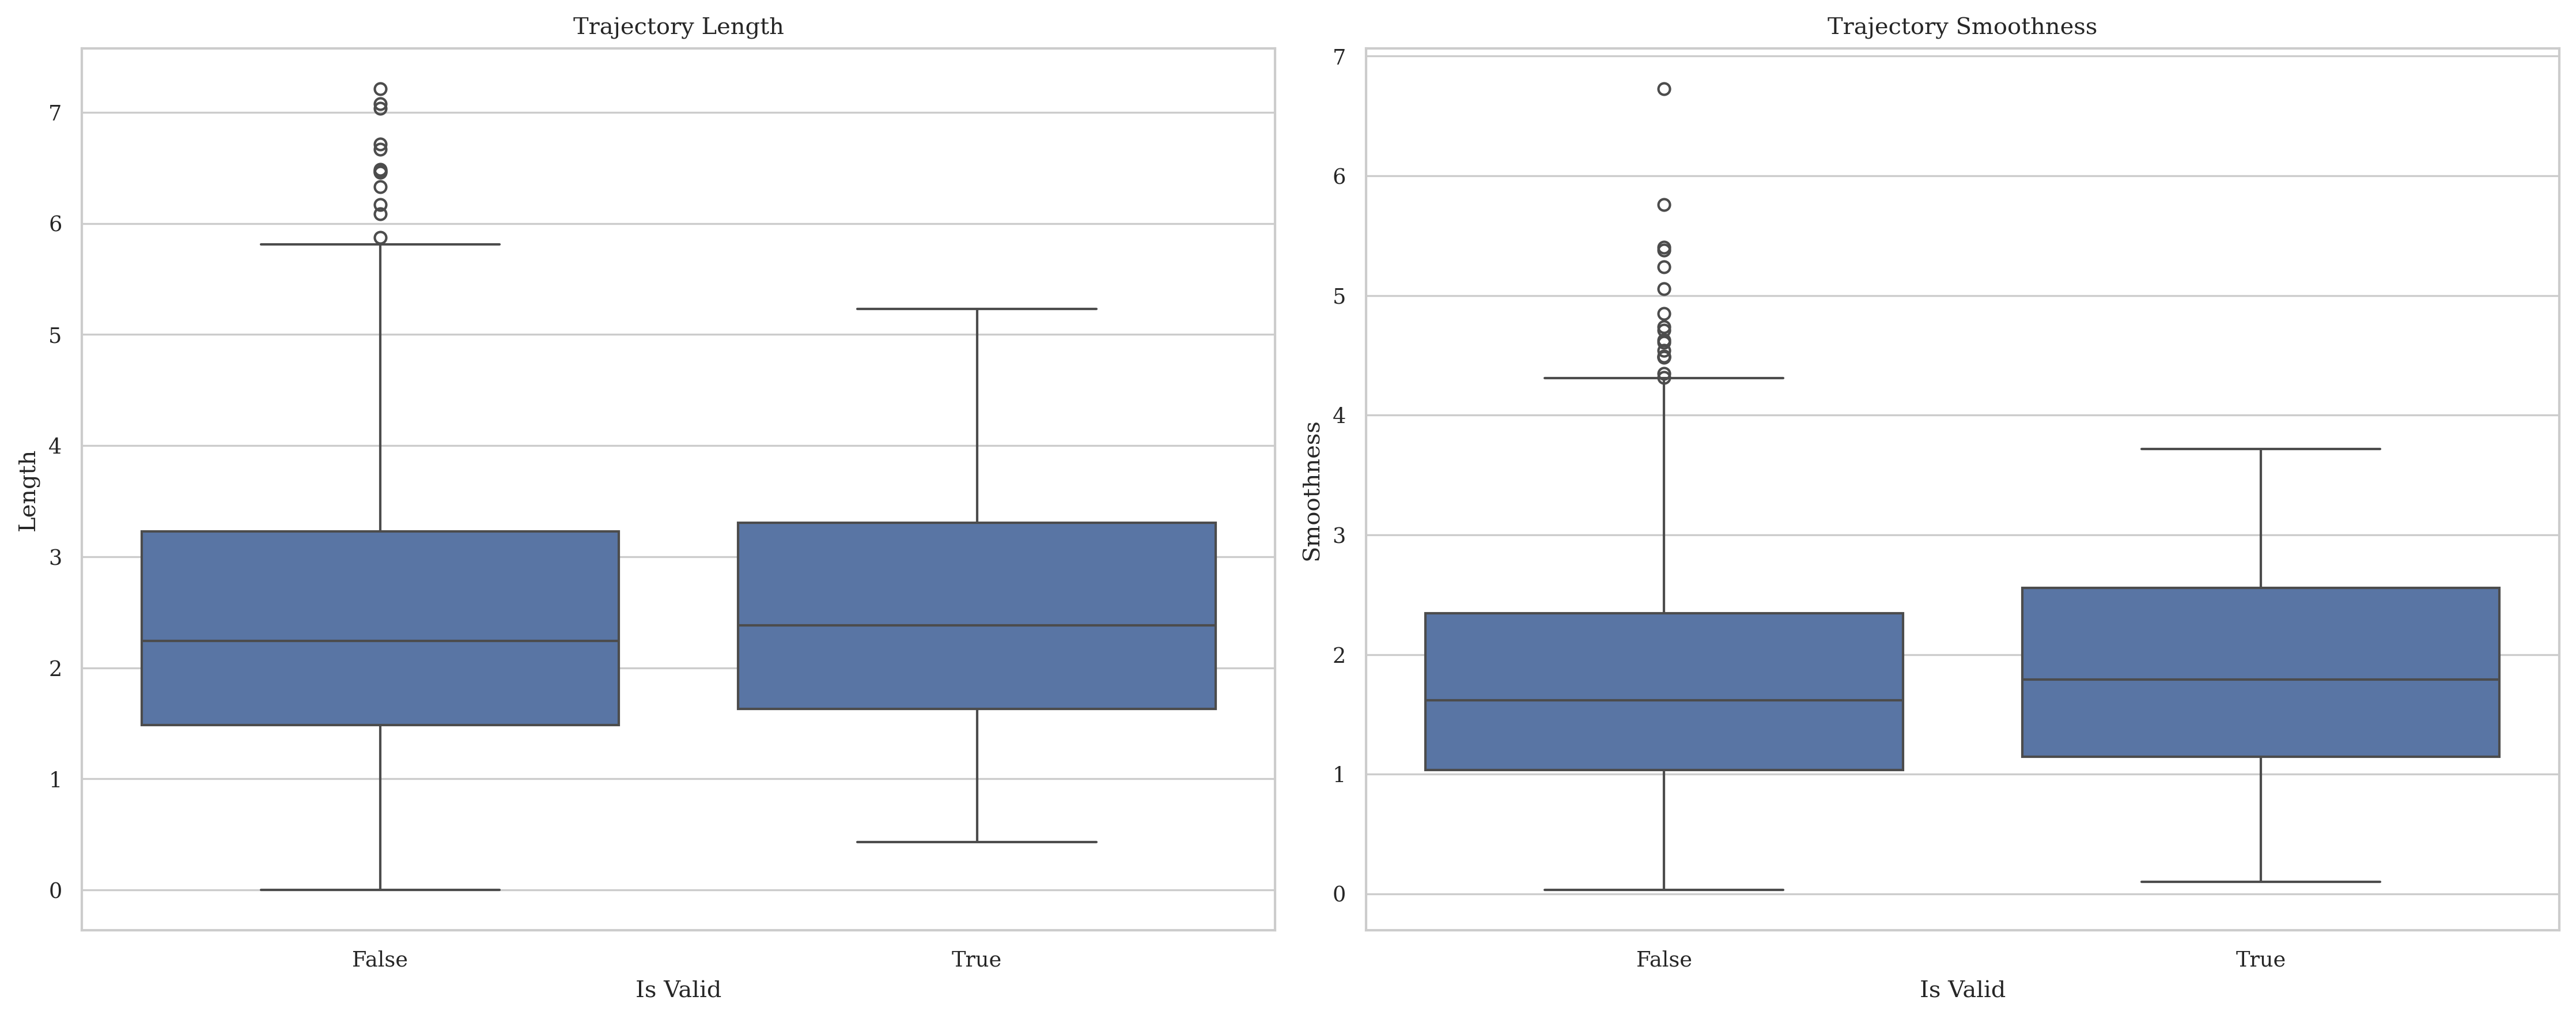 Trajectory Length
7
6
5
4
3
2
1
0
Length
False
True
Is Valid
Trajectory Smoothness
7
6
5
4
3
2
1
0
Smoothness
False
True
Is Valid